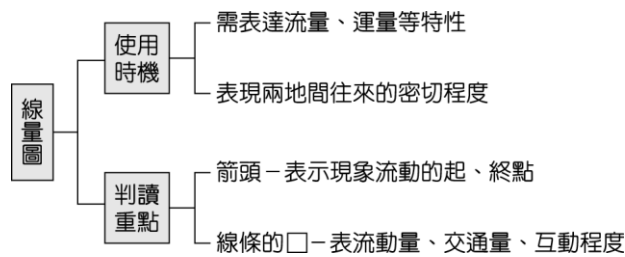 線量圖
使用時機
需表達流量、運量等特性
表現兩地間往來的密切程度
判讀重點
箭頭－表示現象流動的起、終點
線條的□－表流動量、交通量、互動程度